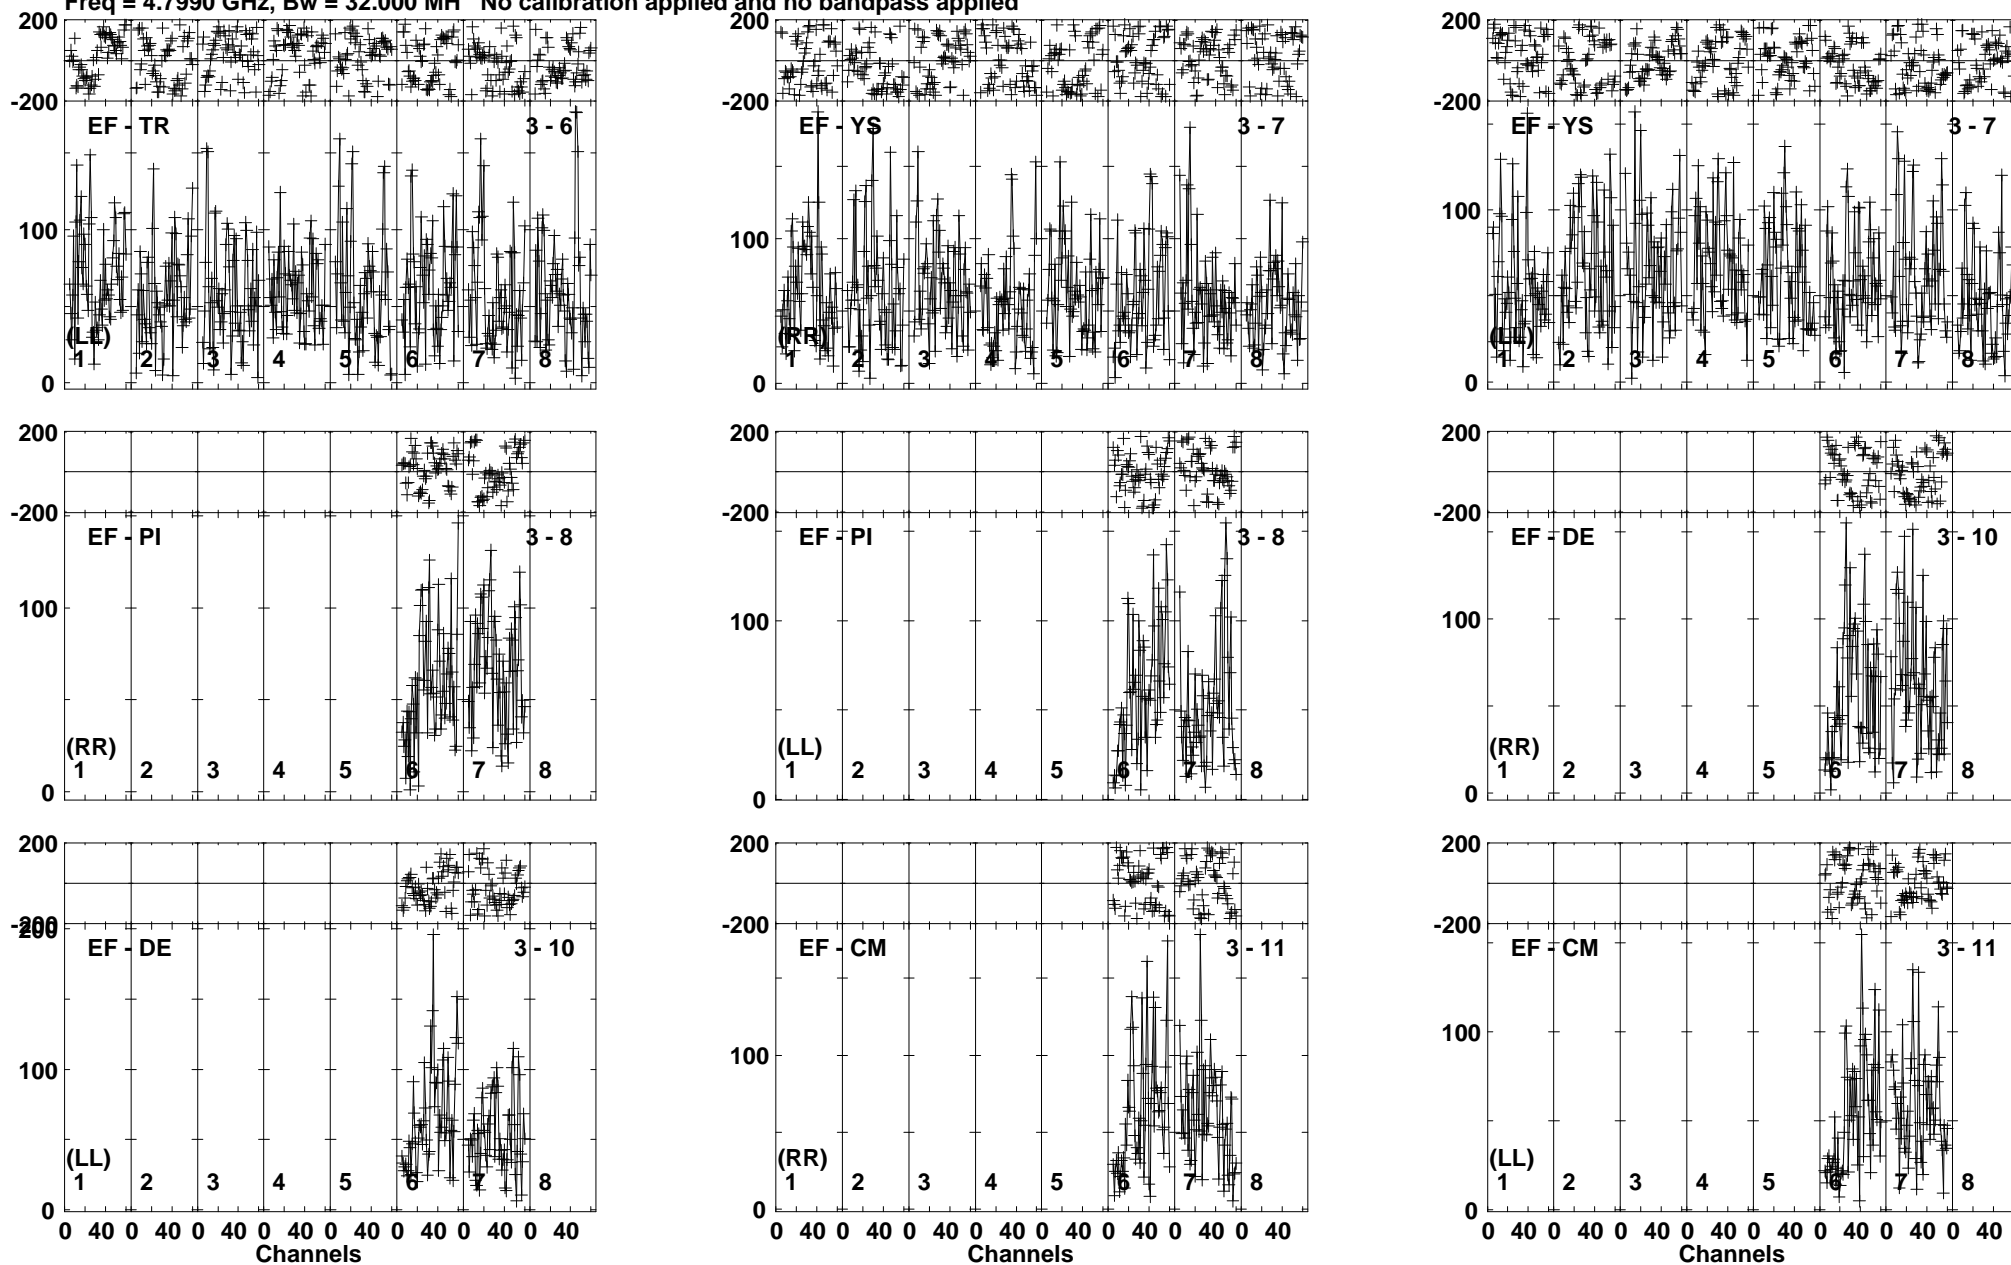 Freq = 4.7990 GHz, Bw = 32.000 MH No calibration applied and no bandpass applied
200 200 200
-200 -200 -200
EF - TR 3 - 6 EF - YS 3 - 7 EF - YS 3 - 7
100 100 100
(LL) (RR) (LL)
1 2 3 4 5 6 7 8 1 2 3 4 5 6 7 8 1 2 3 4 5 6 7 8
0 0 0
200 200 200
-200 -200 -200
EF - PI 3 - 8 EF - PI 3 - 8 EF - DE 3 - 10
100 100 100
(RR) (LL) (RR)
1 2 3 4 5 6 7 8 1 2 3 4 5 6 7 8 1 2 3 4 5 6 7 8
0 0 0
200 200 200
-200 -200 -200
200
EF - DE 3 - 10 EF - CM 3 - 11 EF - CM 3 - 11
100 100 100
(LL) (RR) (LL)
1 2 3 4 5 6 7 8 1 2 3 4 5 6 7 8 1 2 3 4 5 6 7 8
0 0 0
0 40 0 40 0 40 0 40 0 40 0 40 0 40 0 40 0 40 0 40 0 40 0 40 0 40 0 40 0 40 0 40 0 40 0 40 0 40 0 40 0 40 0 40 0 40 0 40
Channels Channels Channels